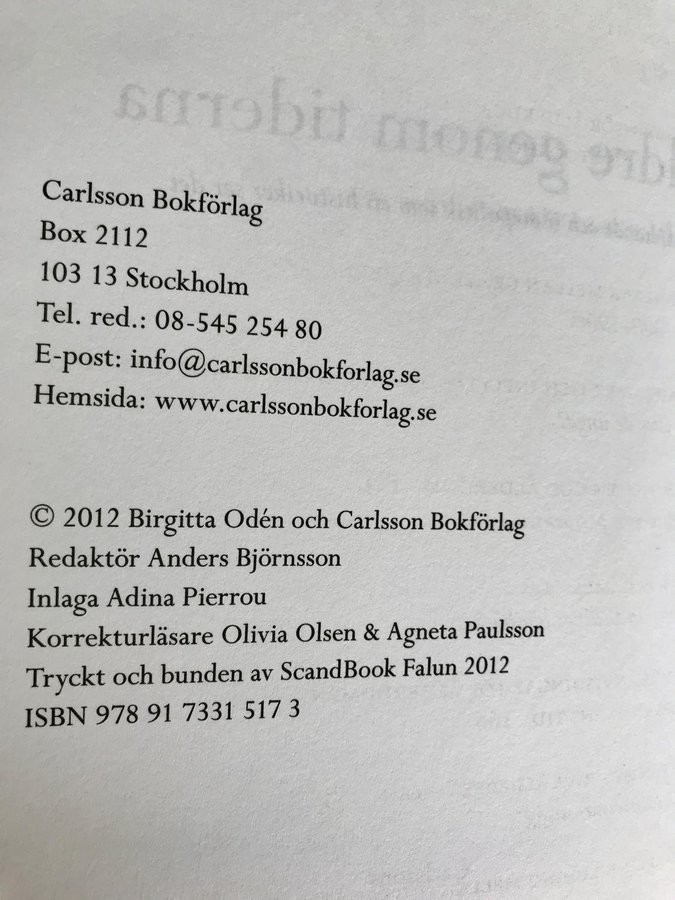 Carlsson Bokförlag
Box 2112
103 13 Stockholm
Tel. red.: 08-545 254 80
E-post: info@carlssonbokforlag.se
Hemsida: www.carlssonbokforlag.se
© 2012 Birgitta Odén och Carlsson Bokförlag
Redaktör Anders Björnsson
Inlaga Adina Pierrou
Korrekturläsare Olivia Olsen & Agneta Paulsson
Tryckt och bunden av ScandBook Falun 2012
ISBN 978 91 7331 517 3